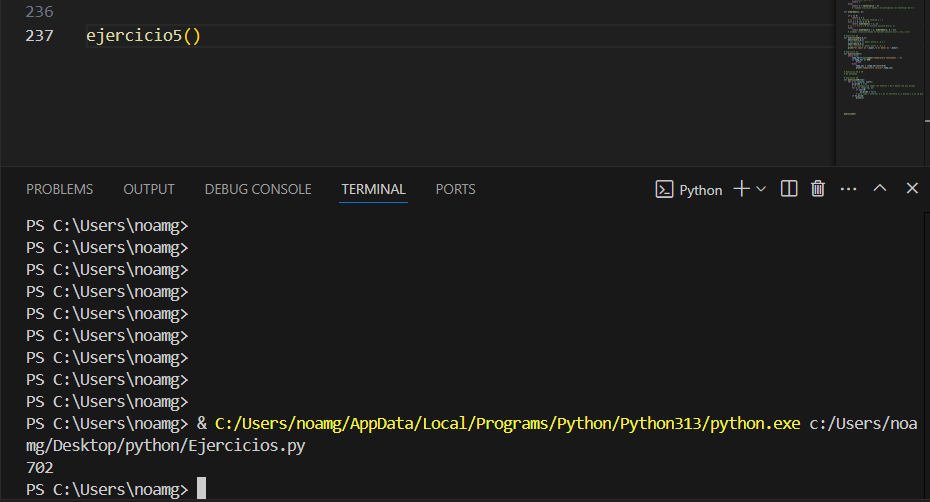 236
237 ejercicio5()
PROBLEMS OUTPUT DEBUG CONSOLE TERMINAL PORTS Python
PS C:\Users\noamg>
PS C:\Users\noamg>
PS C:\Users\noamg>
PS C:\Users\noamg>
PS C:\Users\noamg>
PS C:\Users\noamg>
PS C:\Users\noamg>
PS C:\Users\noamg>
PS C:\Users\noamg>
PS C:\Users\noamg> & C:/Users/noamg/AppData/Local/Programs/Python/Python313/python.exe c:/Users/noa
mg/Desktop/python/Ejercicios.py
702
PS C:\Users\noamg>